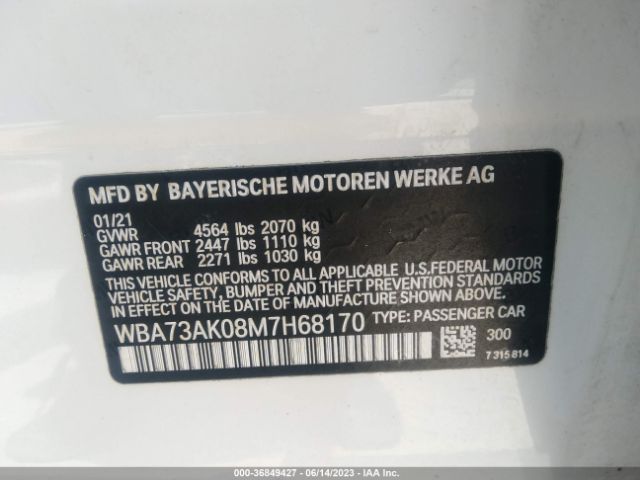 MFD BY BAYERISCHE MOTOREN WERKE AG
01/21
GVWR 4564 lbs 2070 kg
GAWR FRONT 2447 lbs 1110 kg
GAWR REAR 2271 lbs 1030 kg
THIS VEHICLE CONFORMS TO ALL APPLICABLE U.S.FEDERAL MOTOR
VEHICLE SAFETY, BUMPER AND THEFT PREVENTION STANDARDS
IN EFFECT ON THE DATE OF MANUFACTURE SHOWN ABOVE.
WBA73AK08M7H68170 TYPE: PASSENGER CAR
300
7 315 814
000-36849427 - 06/14/2023 - IAAI.COM